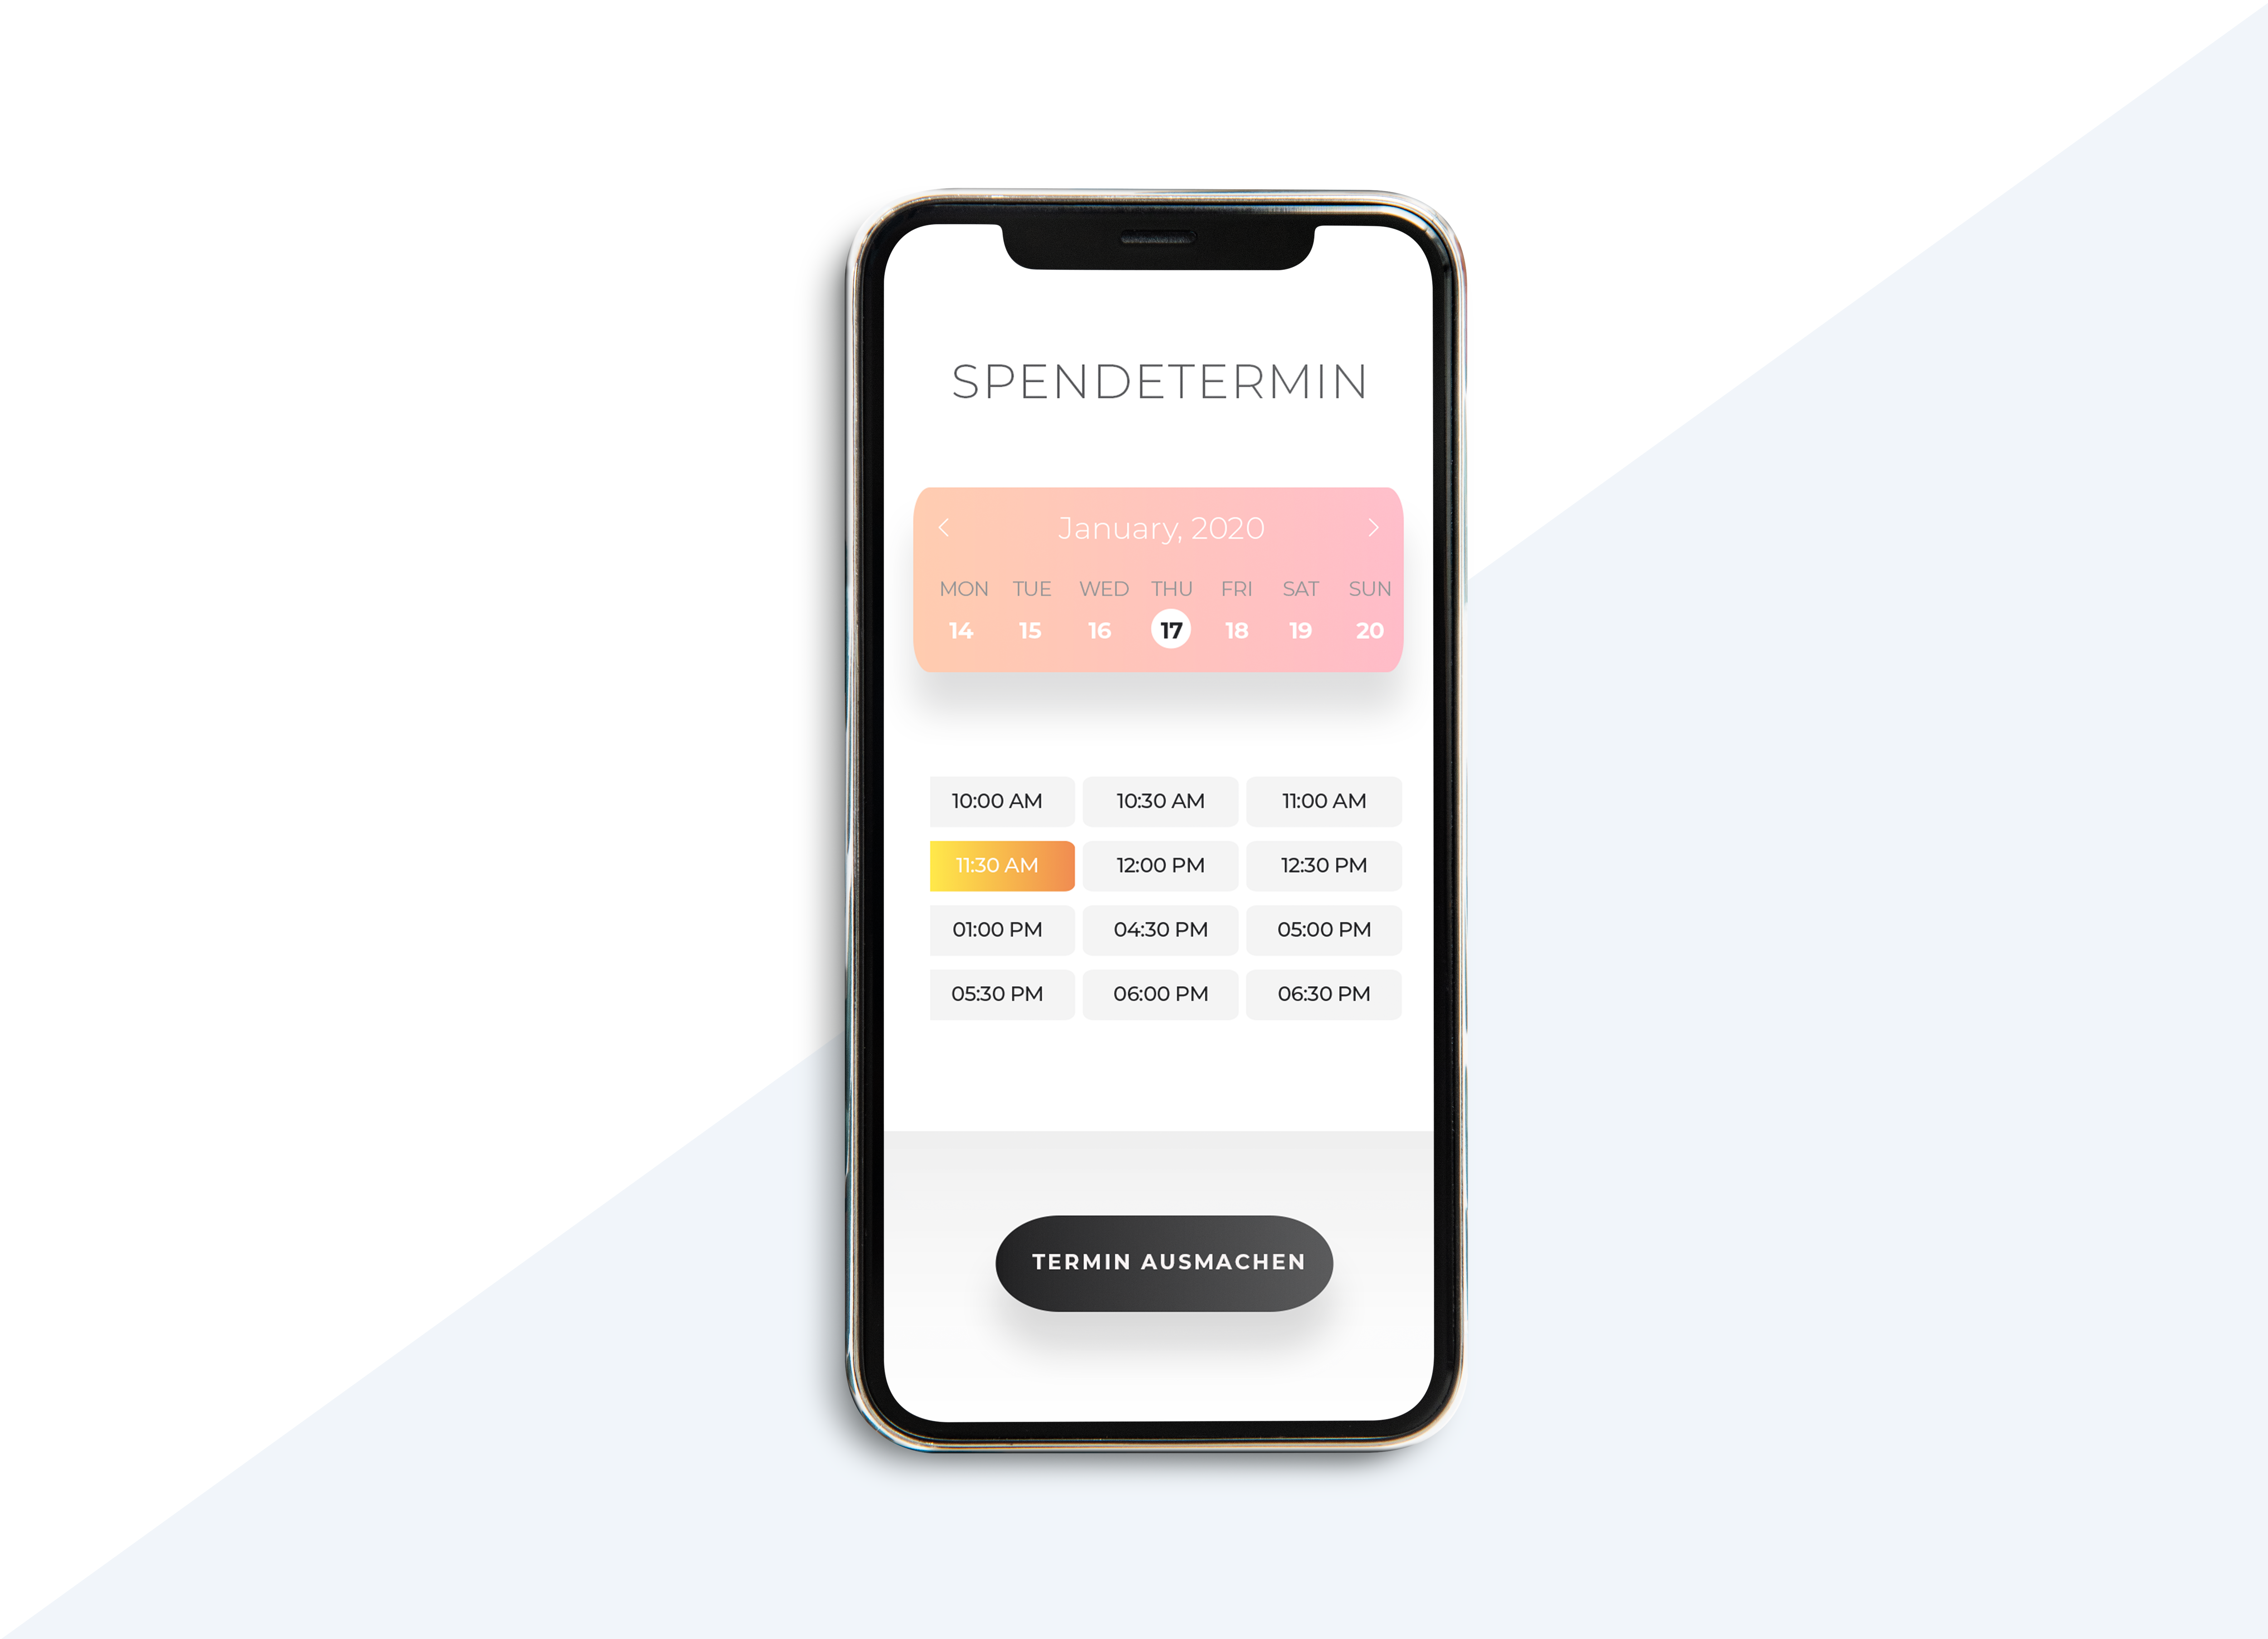 SPENDETERMIN
January, 2020
MON TUE WED THU FRI SAT SUN
14 15 16 17 18 19 20
10:00 AM 10:30 AM 11:00 AM
11:30 AM 12:00 PM 12:30 PM
01:00 PM 04:30 PM 05:00 PM
05:30 PM 06:00 PM 06:30 PM
TERMIN AUSMACHEN